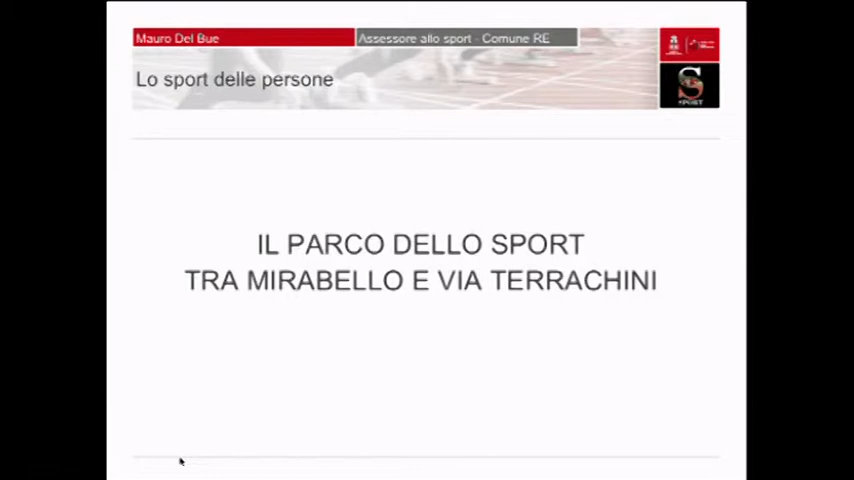 Mauro Del Bue
Assessore allo sport - Comune RE
Lo sport delle persone
S
SPORT
IL PARCO DELLO SPORT
TRA MIRABELLO E VIA TERRACHINI